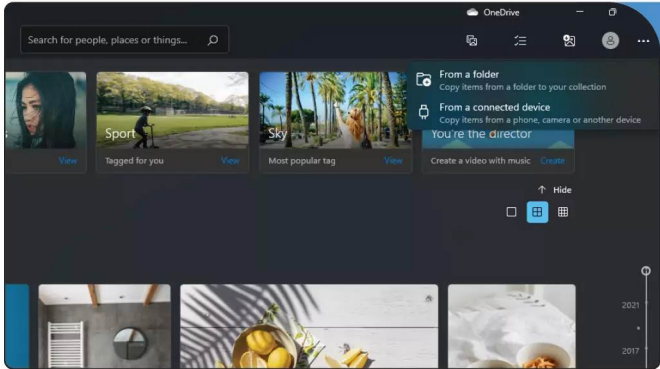 OneDrive
Search for people, places or things...
From a folder
Copy items from a folder to your collection
From a connected device
Copy items from a phone, camera or another device
s
Sport
Sky
You're the director
View
Tagged for you
View
Most popular tag
View
Create a video with music
Create
Hide
2021
2017